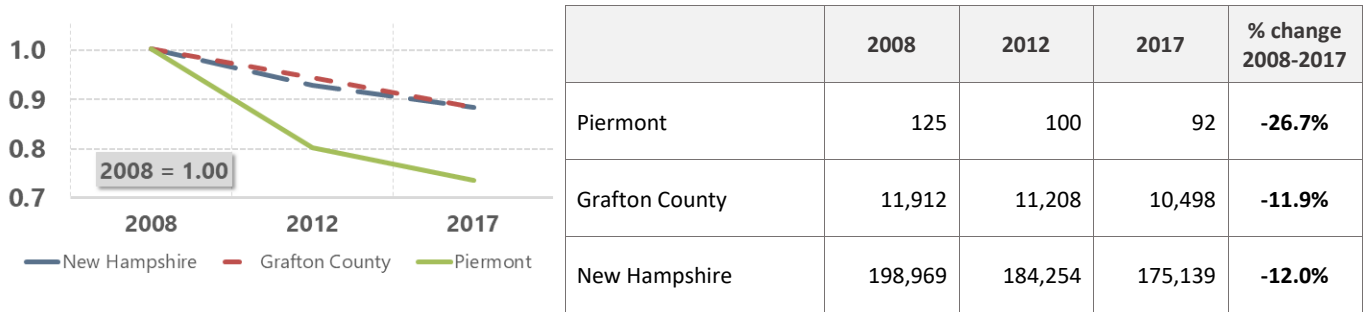 1.0
0.9
0.8
0.7
2008 = 1.00
2008 2012 2017
New Hampshire Grafton County Piermont
2008 2012 2017 % change
2008-2017
Piermont 125 100 92 -26.7%
Grafton County 11,912 11,208 10,498 -11.9%
New Hampshire 198,969 184,254 175,139 -12.0%